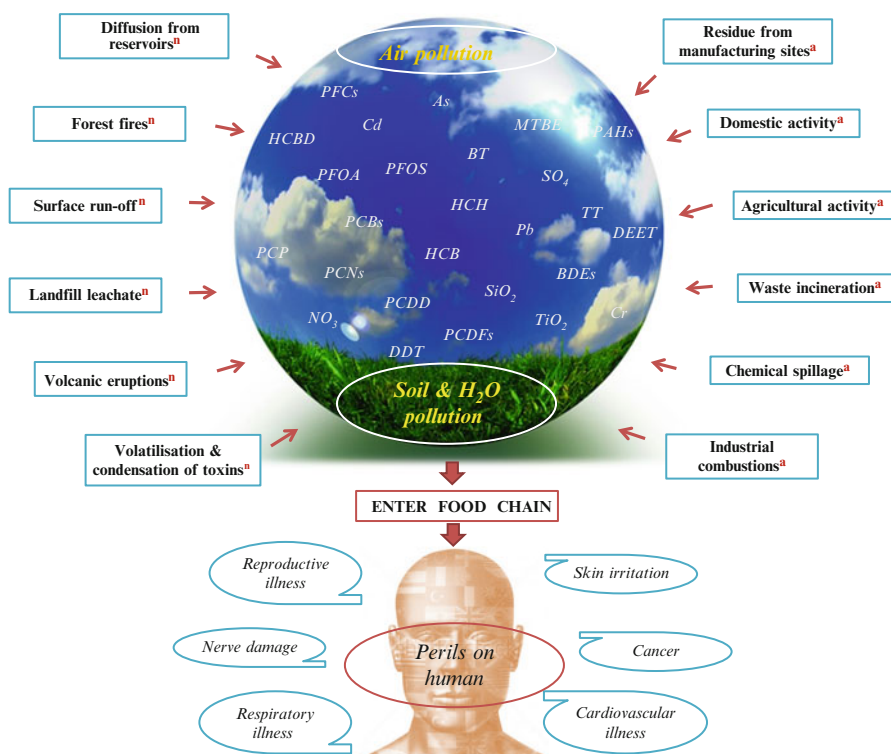 Diffusion from
reservoirsⁿ
Forest firesⁿ
Surface run-offⁿ
Landfill leachateⁿ
Volcanic eruptionsⁿ
Volatilisation &
condensation of toxinsⁿ
Air pollution
PFCs
As
Cd
MTBE
PAHs
HCBD
BT
PFOA
PFOS
SO₄
HCH
TT
PCBs
Pb
DEET
PCP
HCB
PCNs
BDEs
SiO₂
PCDD
NO₃
TiO₂
Cr
PCDFs
DDT
Soil & H₂O
pollution
Residue from
manufacturing sitesᵃ
Domestic activityᵃ
Agricultural activityᵃ
Waste incinerationᵃ
Chemical spillageᵃ
Industrial
combustionsᵃ
ENTER FOOD CHAIN
Reproductive
illness
Skin irritation
Nerve damage
Perils on
human
Cancer
Respiratory
illness
Cardiovascular
illness